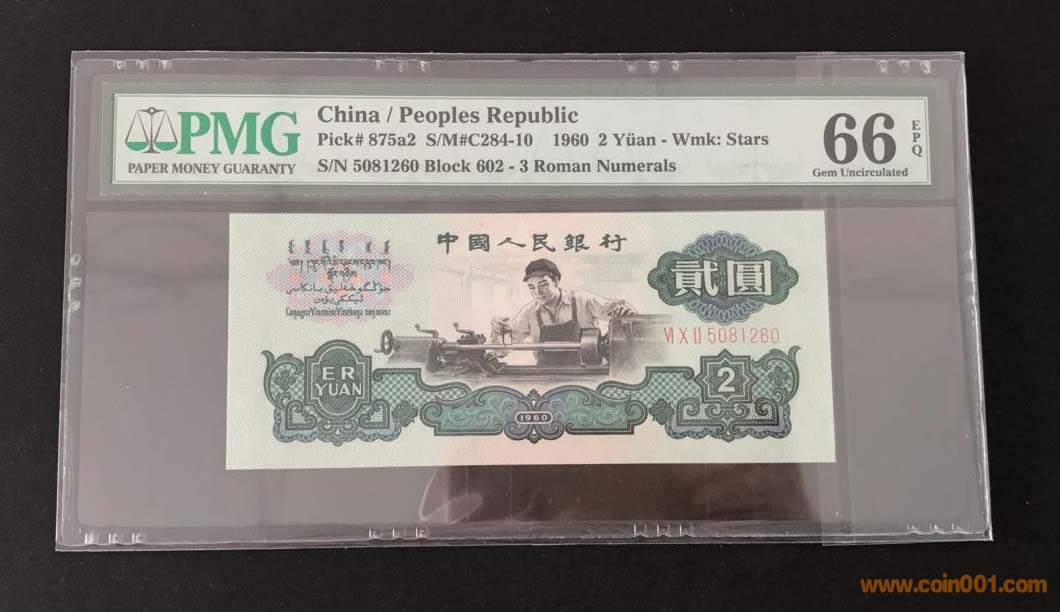 PMG
PAPER MONEY GUARANTY
China / Peoples Republic
Pick# 875a2 S/M#C284-10 1960 2 Yüan - Wmk: Stars
S/N 5081260 Block 602 - 3 Roman Numerals
66 EPQ
Gem Uncirculated
中國人民銀行
貳圓
ⅥⅩⅡ 5081260
ER
YUAN
2
1960
www.coin001.com